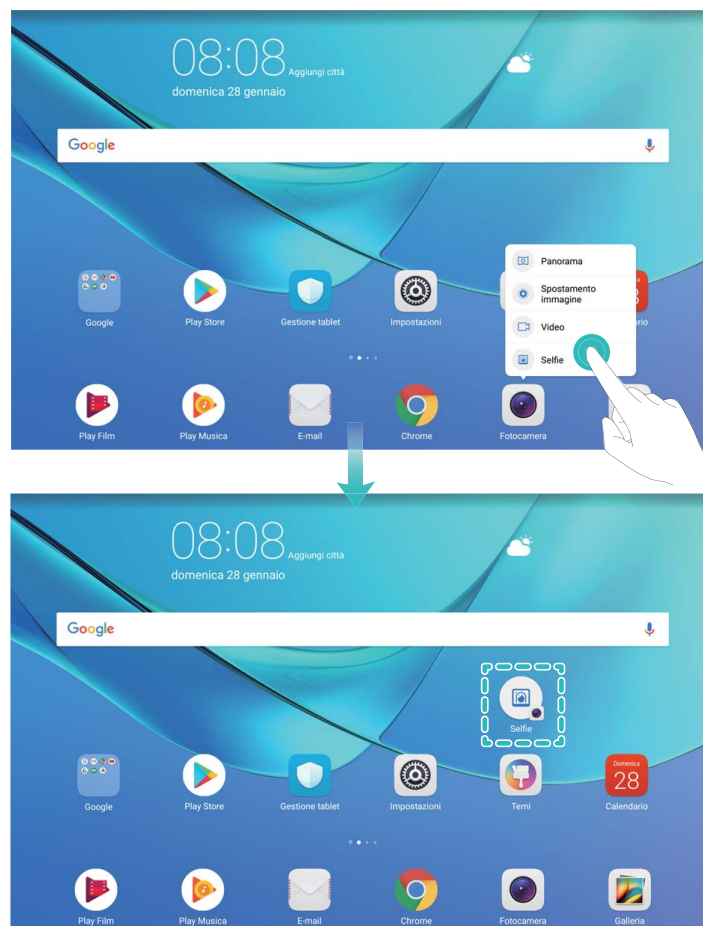 08:08 Aggiungi città
domenica 28 gennaio
Google
Panorama
Spostamento
immagine
Video
Selfie
Google
Play Store
Gestione tablet
Impostazioni
Play Film
Play Musica
E-mail
Chrome
Fotocamera
08:08 Aggiungi città
domenica 28 gennaio
Google
Selfie
Domenica
28
Google
Play Store
Gestione tablet
Impostazioni
Temi
Calendario
Play Film
Play Musica
E-mail
Chrome
Fotocamera
Galleria